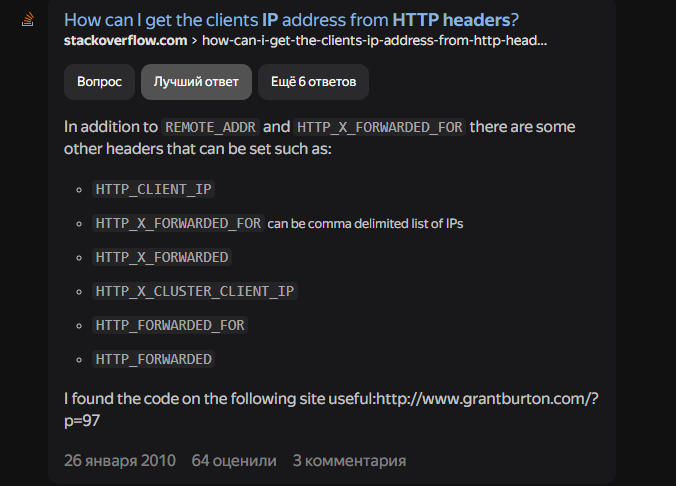 How can I get the clients IP address from HTTP headers?
stackoverflow.com › how-can-i-get-the-clients-ip-address-from-http-head...
Вопрос Лучший ответ Ещё 6 ответов
In addition to REMOTE_ADDR and HTTP_X_FORWARDED_FOR there are some
other headers that can be set such as:
◦ HTTP_CLIENT_IP
◦ HTTP_X_FORWARDED_FOR can be comma delimited list of IPs
◦ HTTP_X_FORWARDED
◦ HTTP_X_CLUSTER_CLIENT_IP
◦ HTTP_FORWARDED_FOR
◦ HTTP_FORWARDED
I found the code on the following site useful:http://www.grantburton.com/?
p=97
26 января 2010 64 оценили 3 комментария